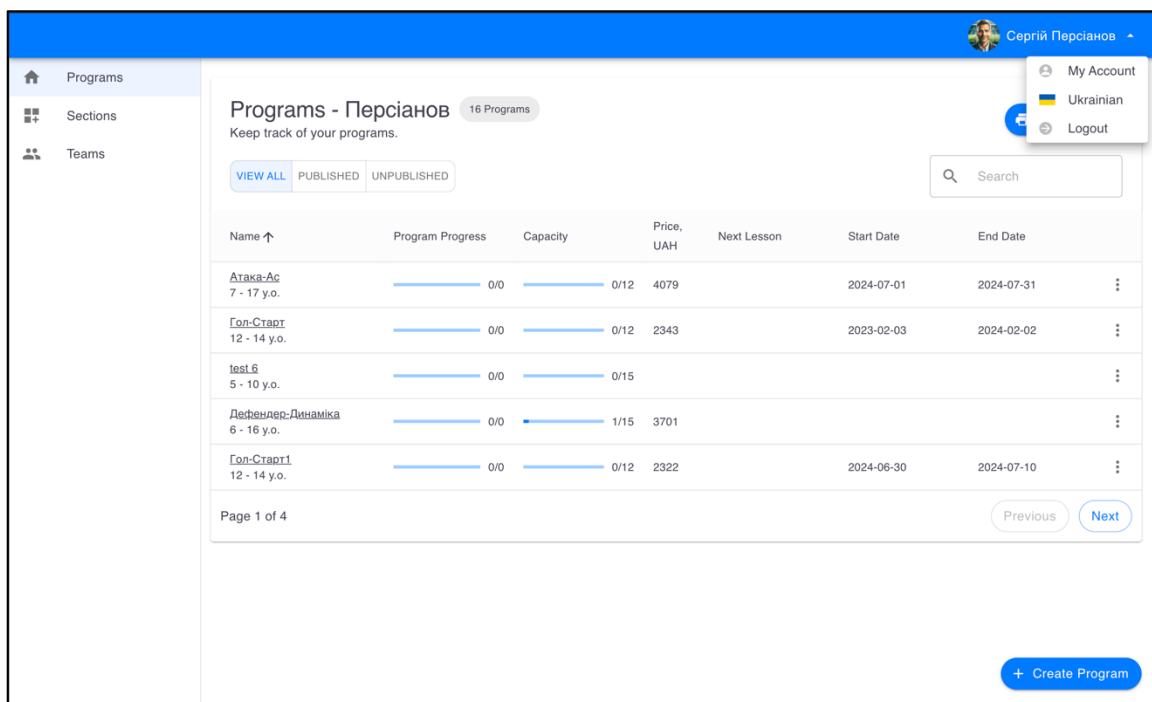 Сергій Персіанов
My Account
Ukrainian
Logout
Programs
Sections
Teams
Programs - Персіанов 16 Programs
Keep track of your programs.
VIEW ALL PUBLISHED UNPUBLISHED
Search
Name Program Progress Capacity Price, UAH Next Lesson Start Date End Date
Атака-Ас
7 - 17 y.o. 0/0 0/12 4079 2024-07-01 2024-07-31
Гол-Старт
12 - 14 y.o. 0/0 0/12 2343 2023-02-03 2024-02-02
test 6
5 - 10 y.o. 0/0 0/15
Дефендер-Динаміка
6 - 16 y.o. 0/0 1/15 3701
Гол-Старт1
12 - 14 y.o. 0/0 0/12 2322 2024-06-30 2024-07-10
Page 1 of 4 Previous Next
+ Create Program